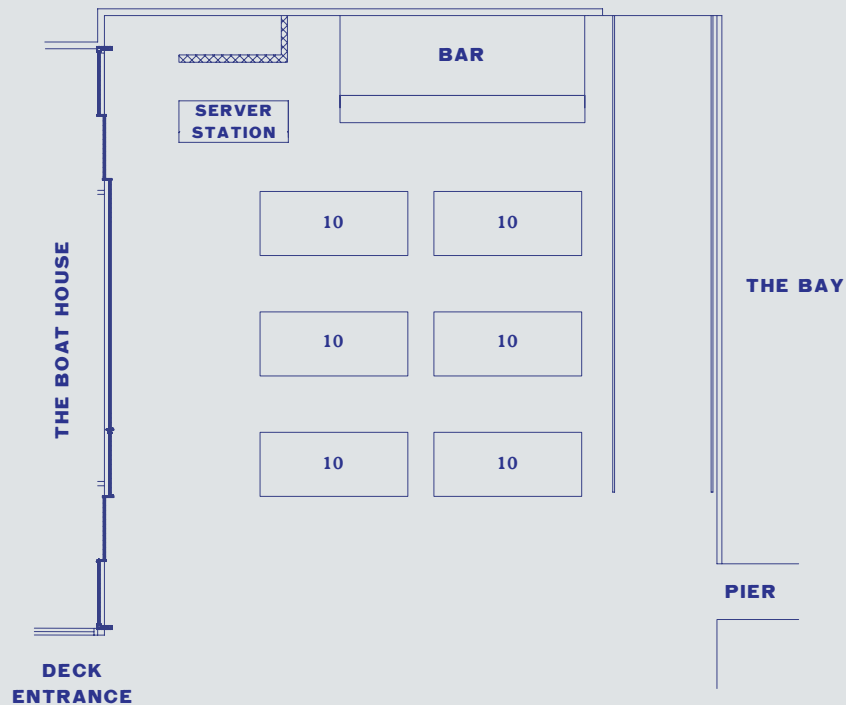 BAR
SERVER
STATION
10
10
THE BOAT HOUSE
THE BAY
10
10
10
10
PIER
DECK
ENTRANCE